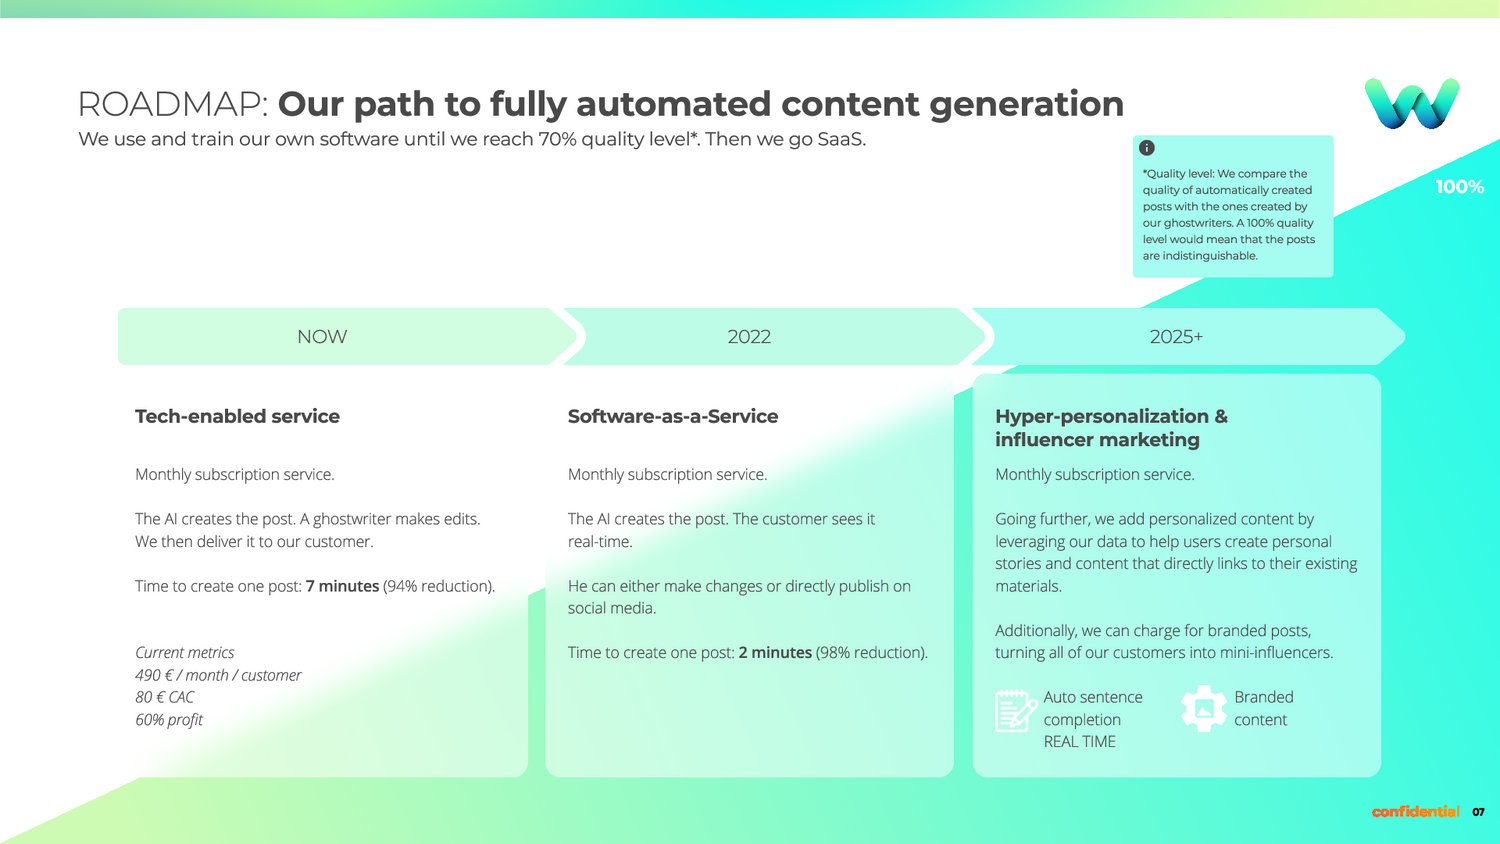 ROADMAP: Our path to fully automated content generation
We use and train our own software until we reach 70% quality level*. Then we go SaaS.
*Quality level: We compare the
quality of automatically created
posts with the ones created by
our ghostwriters. A 100% quality
level would mean that the posts
are indistinguishable.
100%
NOW
2022
2025+
Tech-enabled service
Monthly subscription service.
The AI creates the post. A ghostwriter makes edits.
We then deliver it to our customer.
Time to create one post: 7 minutes (94% reduction).
Current metrics
490 € / month / customer
80 € CAC
60% profit
Software-as-a-Service
Monthly subscription service.
The AI creates the post. The customer sees it
real-time.
He can either make changes or directly publish on
social media.
Time to create one post: 2 minutes (98% reduction).
Hyper-personalization &
influencer marketing
Monthly subscription service.
Going further, we add personalized content by
leveraging our data to help users create personal
stories and content that directly links to their existing
materials.
Additionally, we can charge for branded posts,
turning all of our customers into mini-influencers.
Auto sentence
completion
REAL TIME
Branded
content
confidential 07